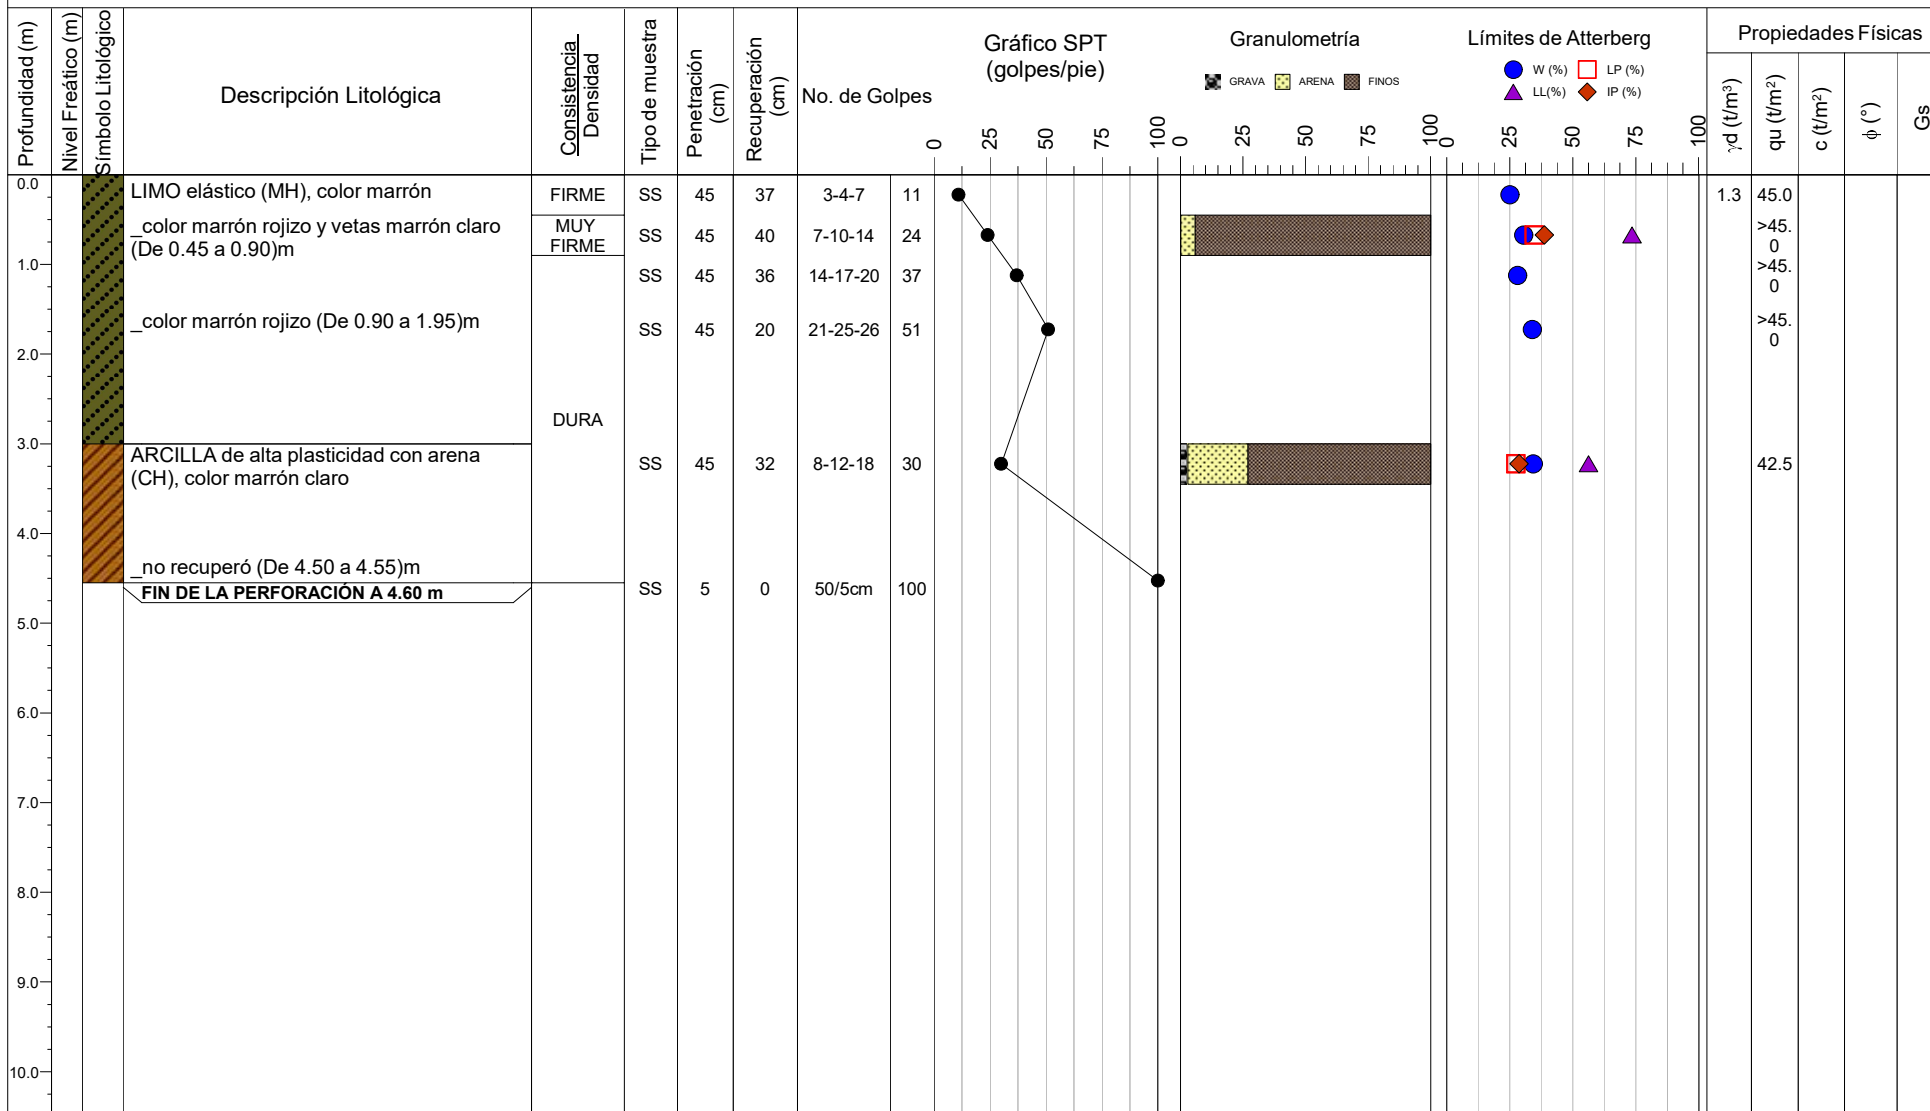 Profundidad (m)
Nivel Freático (m)
Símbolo Litológico
Descripción Litológica
Consistencia
Densidad
Tipo de muestra
Penetración
(cm)
Recuperación
(cm)
No. de Golpes
Gráfico SPT
(golpes/pie)
0 25 50 75 100
Granulometría
GRAVA ARENA FINOS
0 25 50 75 100
Límites de Atterberg
W (%) LP (%)
LL(%) IP (%)
0 25 50 75 100
Propiedades Físicas
γd (t/m³)
qu (t/m²)
c (t/m²)
ϕ (°)
Gs
0.0
LIMO elástico (MH), color marrón FIRME SS 45 37 3-4-7 11 1.3 45.0
_color marrón rojizo y vetas marrón claro
(De 0.45 a 0.90)m
MUY
FIRME
SS 45 40 7-10-14 24
>45.
0
1.0
SS 45 36 14-17-20 37
>45.
0
_color marrón rojizo (De 0.90 a 1.95)m
SS 45 20 21-25-26 51
>45.
0
2.0
DURA
3.0
ARCILLA de alta plasticidad con arena
(CH), color marrón claro
SS 45 32 8-12-18 30 42.5
4.0
_no recuperó (De 4.50 a 4.55)m
FIN DE LA PERFORACIÓN A 4.60 m
SS 5 0 50/5cm 100
5.0
6.0
7.0
8.0
9.0
10.0